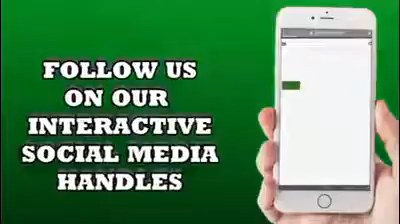 FOLLOW US
ON OUR
INTERACTIVE
SOCIAL MEDIA
HANDLES